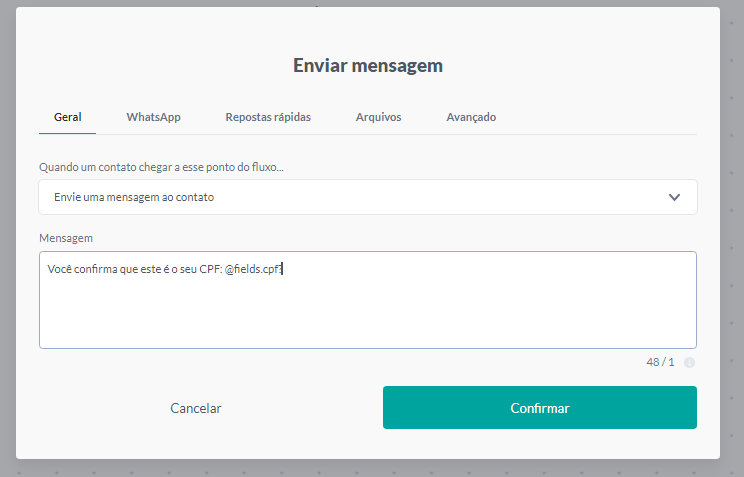 Enviar mensagem
Geral WhatsApp Repostas rápidas Arquivos Avançado
Quando um contato chegar a esse ponto do fluxo...
Envie uma mensagem ao contato
Mensagem
Você confirma que este é o seu CPF: @fields.cpf?
48 / 1
Cancelar Confirmar